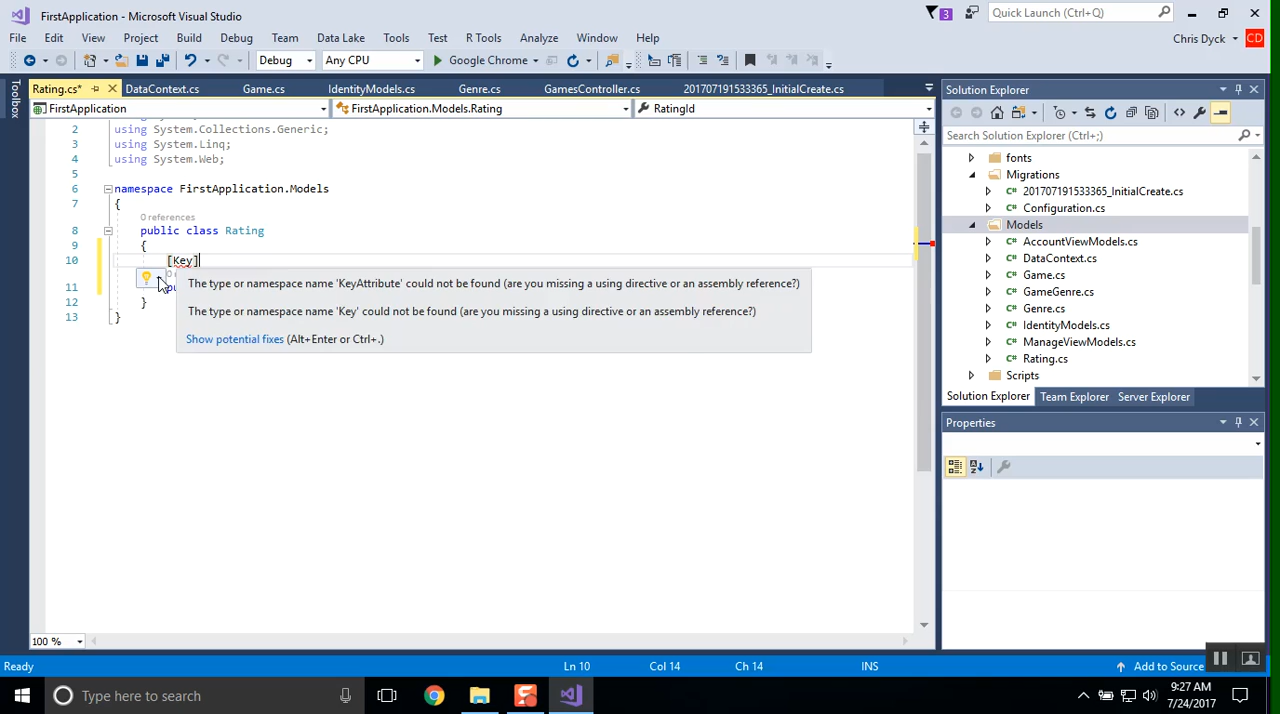 FirstApplication - Microsoft Visual Studio
3
Quick Launch (Ctrl+Q)
File Edit View Project Build Debug Team Data Lake Tools Test R Tools Analyze Window Help
Chris Dyck CD
Debug Any CPU Google Chrome
Toolbox
Rating.cs* DataContext.cs Game.cs IdentityModels.cs Genre.cs GamesController.cs 201707191533365_InitialCreate.cs
FirstApplication FirstApplication.Models.Rating RatingId
2 using System.Collections.Generic;
3 using System.Linq;
4 using System.Web;
5
6 namespace FirstApplication.Models
7 {
0 references
8 public class Rating
9 {
10 [Key]
11
12 }
13 }
The type or namespace name 'KeyAttribute' could not be found (are you missing a using directive or an assembly reference?)
The type or namespace name 'Key' could not be found (are you missing a using directive or an assembly reference?)
Show potential fixes (Alt+Enter or Ctrl+.)
100 %
Solution Explorer
Search Solution Explorer (Ctrl+;)
fonts
Migrations
C# 201707191533365_InitialCreate.cs
C# Configuration.cs
Models
C# AccountViewModels.cs
C# DataContext.cs
C# Game.cs
C# GameGenre.cs
C# Genre.cs
C# IdentityModels.cs
C# ManageViewModels.cs
C# Rating.cs
Scripts
Solution Explorer Team Explorer Server Explorer
Properties
Ready Ln 10 Col 14 Ch 14 INS Add to Source
Type here to search
9:27 AM
7/24/2017